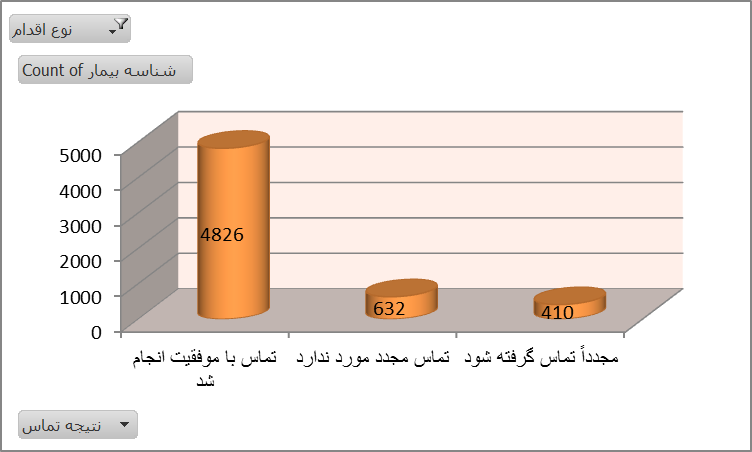 نوع اقدام
Count of شناسه بیمار
5000
4000
3000
2000
1000
0
4826
632
410
تماس با موفقیت انجام
شد
تماس مجدد مورد ندارد
مجدداً تماس گرفته شود
نتیجه تماس